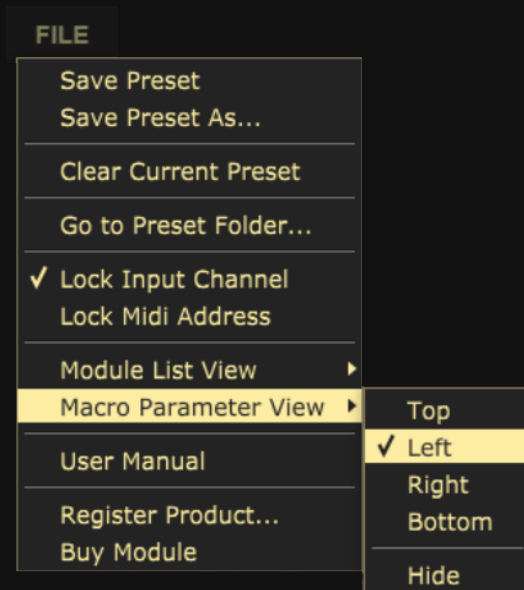 FILE
Save Preset
Save Preset As...
Clear Current Preset
Go to Preset Folder...
✓ Lock Input Channel
Lock Midi Address
Module List View
Macro Parameter View
User Manual
Register Product...
Buy Module
Top
✓ Left
Right
Bottom
Hide